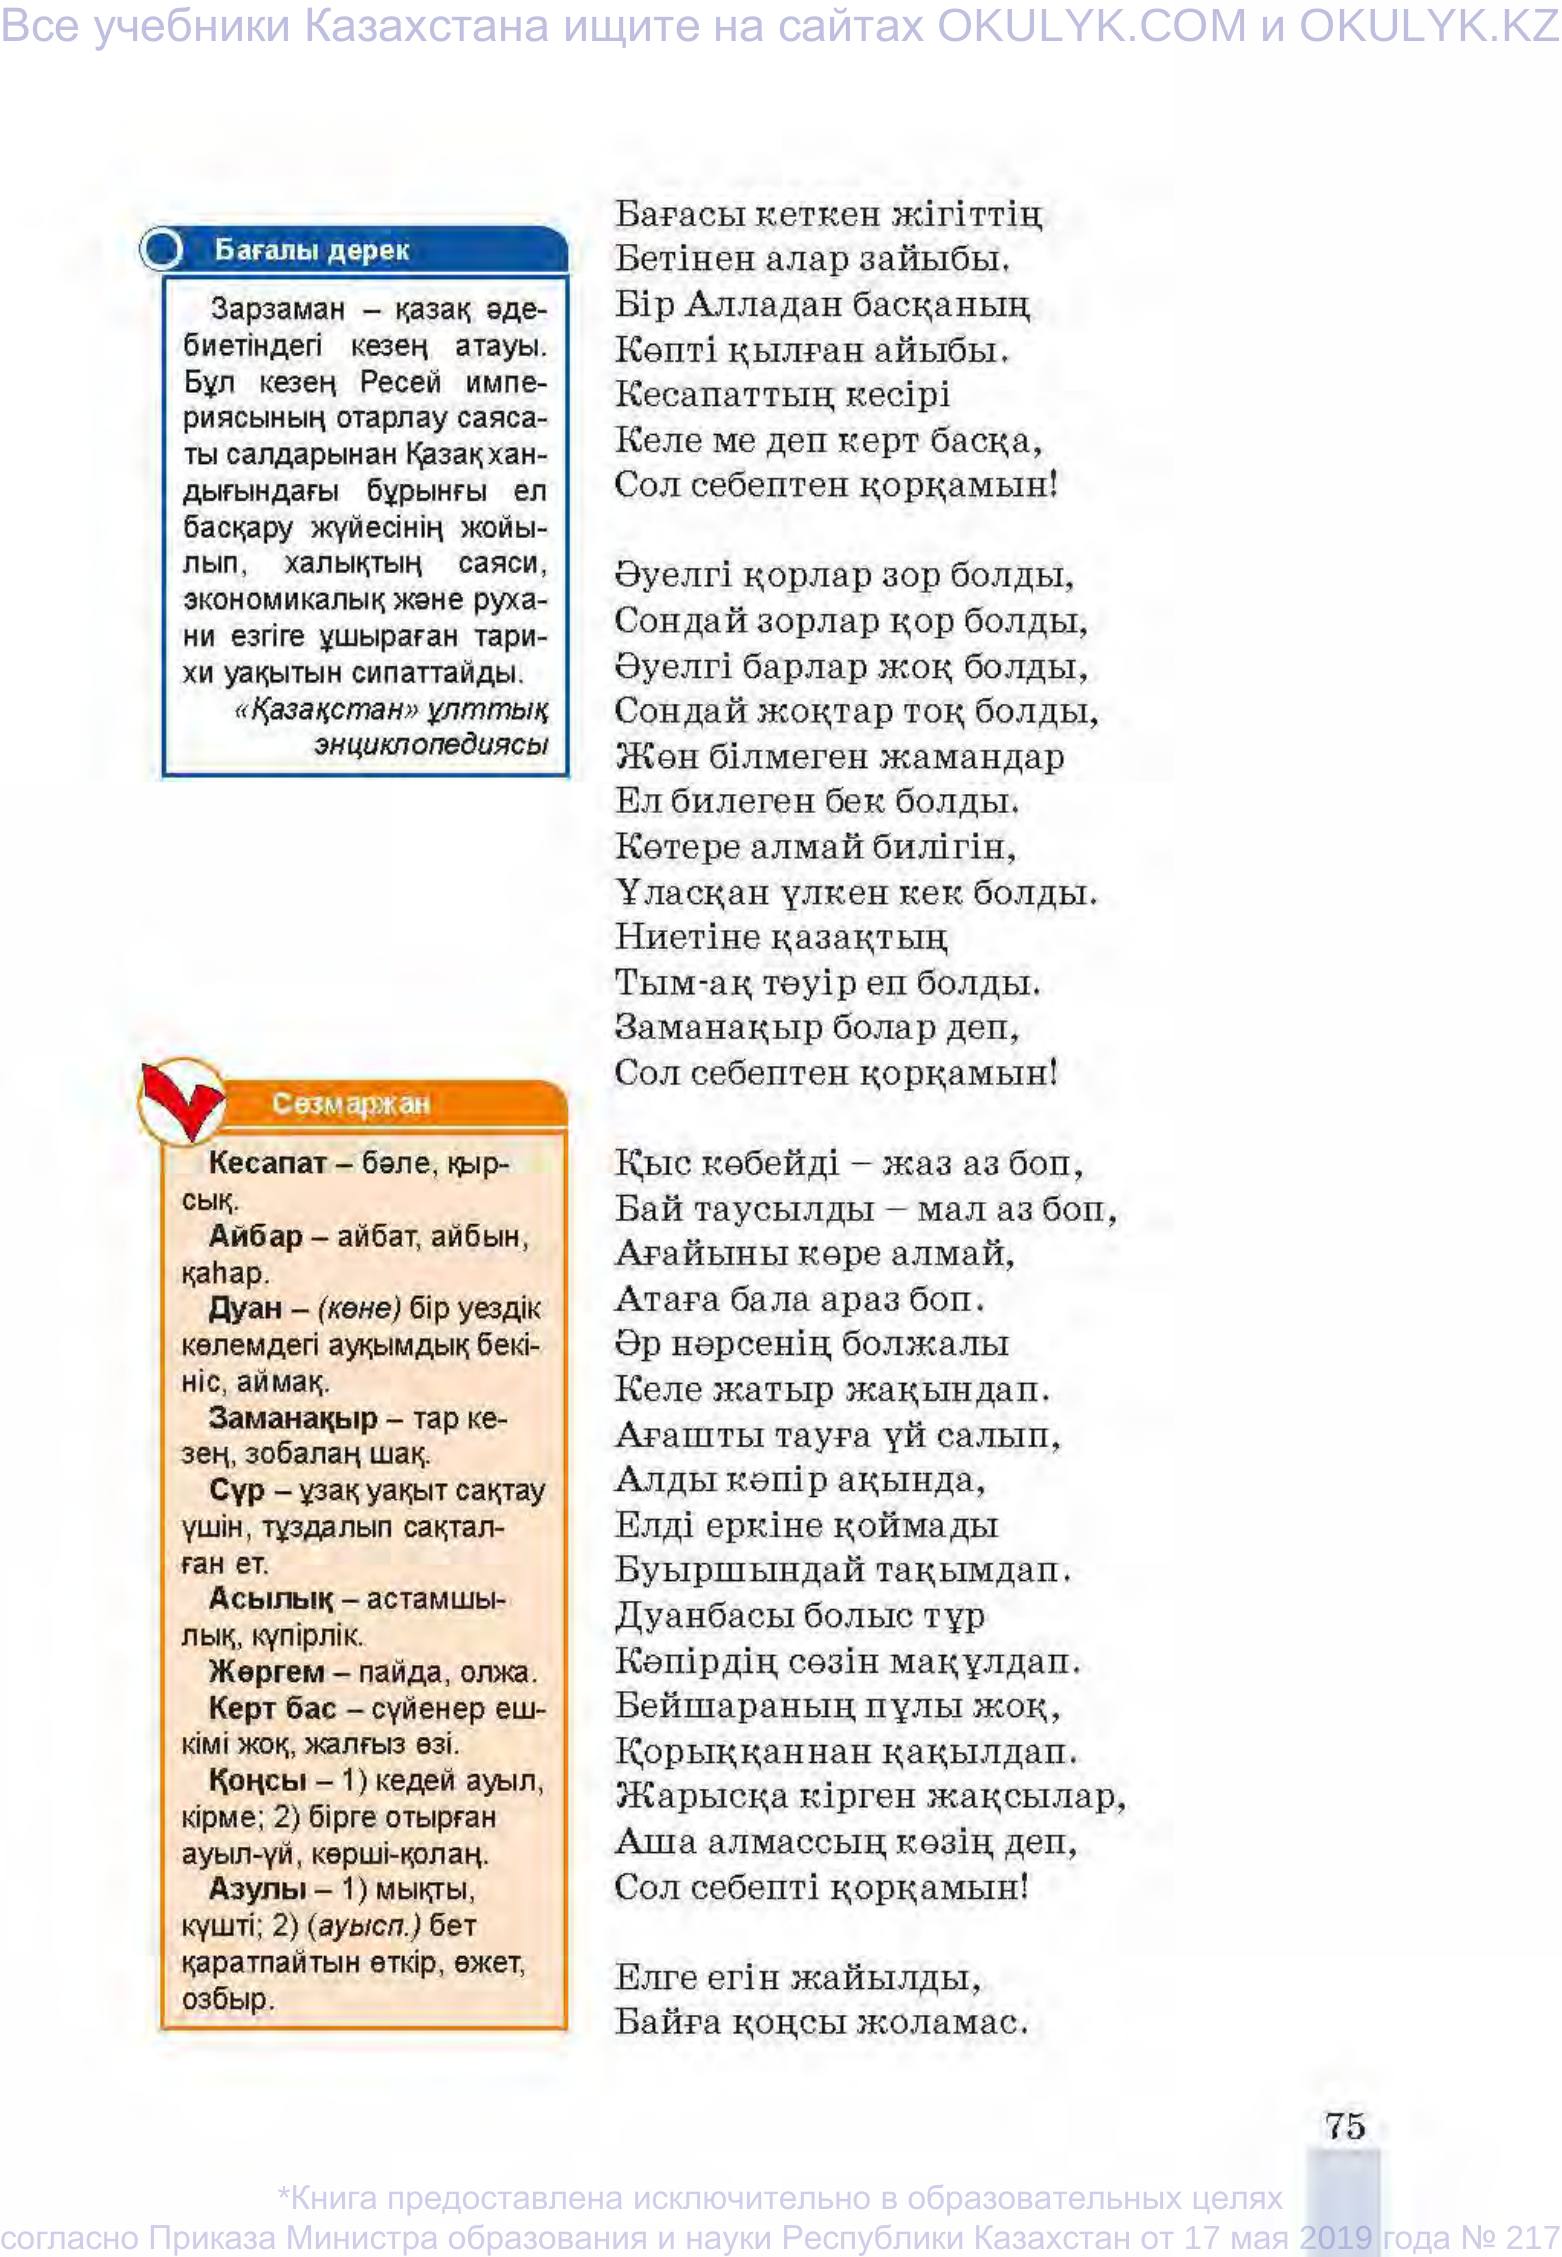 Все учебники Казахстана ищите на сайтах OKULYK.COM и OKULYK.KZ
Бағалы дерек
Зарзаман – қазақ әде-
биетіндегі кезең атауы.
Бұл кезең Ресей импе-
риясының отарлау саяса-
ты салдарынан Қазақ хан-
дығындағы бұрынғы ел
басқару жүйесінің жойы-
лып, халықтың саяси,
экономикалық және руха-
ни езгіге ұшыраған тари-
хи уақытын сипаттайды.
«Қазақстан» ұлттық
энциклопедиясы
Сөзмаржан
Кесапат – бәле, қыр-
сық.
Айбар – айбат, айбын,
қаһар.
Дуан – (көне) бір уездік
көлемдегі ауқымдық бекі-
ніс, аймақ.
Заманақыр – тар ке-
зең, зобалаң шақ.
Сүр – ұзақ уақыт сақтау
үшін, тұздалып сақтал-
ған ет.
Асылық – астамшы-
лық, күпірлік.
Жөргем – пайда, олжа.
Керт бас – сүйенер еш-
кімі жоқ, жалғыз өзі.
Қоңсы – 1) кедей ауыл,
кірме; 2) бірге отырған
ауыл-үй, көрші-қолаң.
Азулы – 1) мықты,
күшті; 2) (ауысп.) бет
қаратпайтын өткір, өжет,
озбыр.
Бағасы кеткен жігіттің
Бетінен алар зайыбы.
Бір Алладан басқаның
Көпті қылған айыбы.
Кесапаттың кесірі
Келе ме деп керт басқа,
Сол себептен қорқамын!
Әуелгі қорлар зор болды,
Сондай зорлар қор болды,
Әуелгі барлар жоқ болды,
Сондай жоқтар тоқ болды,
Жөн білмеген жамандар
Ел билеген бек болды.
Көтере алмай билігін,
Ұласқан үлкен кек болды.
Ниетіне қазақтың
Тым-ақ тәуір еп болды.
Заманақыр болар деп,
Сол себептен қорқамын!
Қыс көбейді – жаз аз боп,
Бай таусылды – мал аз боп,
Ағайыны көре алмай,
Атаға бала араз боп.
Әр нәрсенің болжалы
Келе жатыр жақындап.
Ағашты тауға үй салып,
Алды кәпір ақында,
Елді еркіне қоймады
Буыршындай тақымдап.
Дуанбасы болыс тұр
Кәпірдің сөзін мақұлдап.
Бейшараның пұлы жоқ,
Қорыққаннан қақылдап.
Жарысқа кірген жақсылар,
Аша алмассың көзің деп,
Сол себепті қорқамын!
Елге егін жайылды,
Байға қоңсы жоламас.
75
*Книга предоставлена исключительно в образовательных целях
согласно Приказа Министра образования и науки Республики Казахстан от 17 мая 2019 года № 217